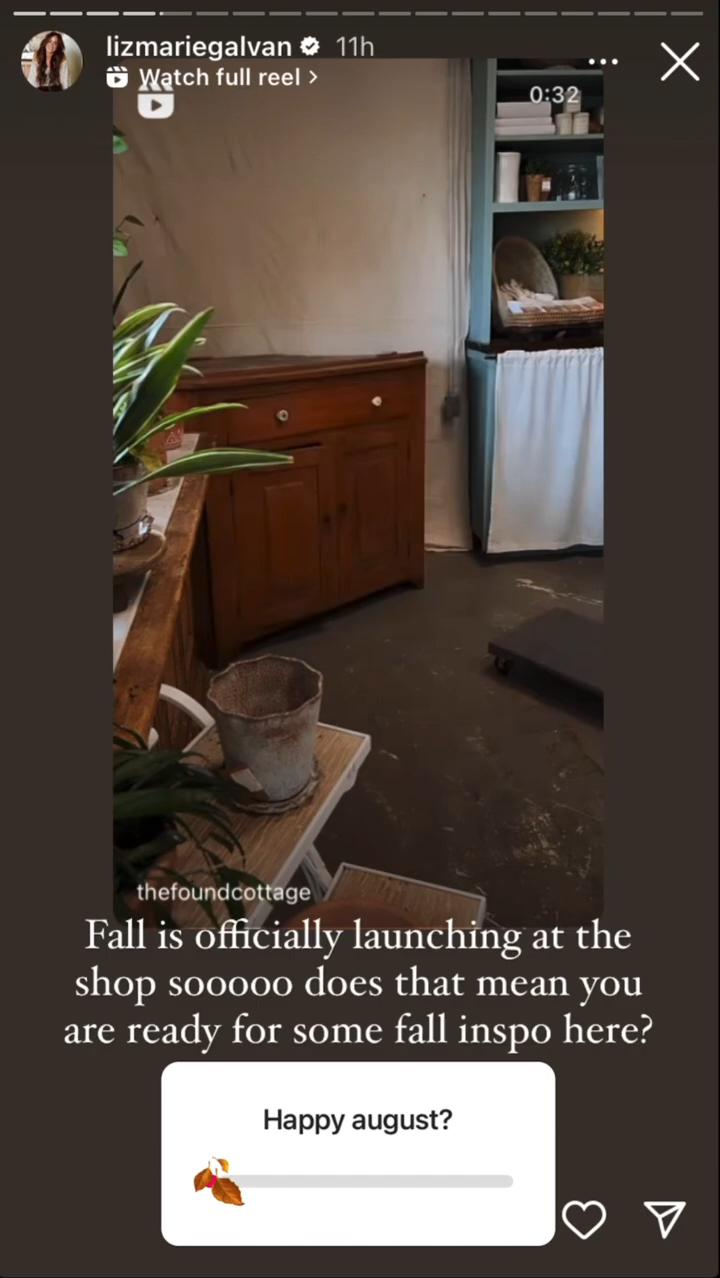 lizmariegalvan 11h
Watch full reel >
0:32
thefoundcottage
Fall is officially launching at the
shop sooooo does that mean you
are ready for some fall inspo here?
Happy august?